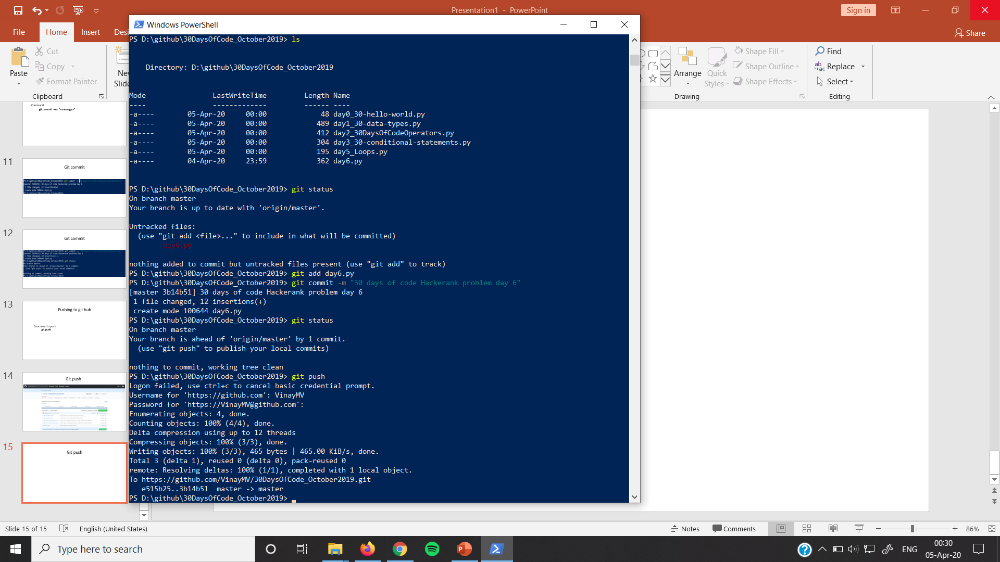 Presentation1 - PowerPoint
Sign in
File Home Insert Desi
Share
Paste
Cut
Copy
Format Painter
Clipboard
New
Slide
Arrange
Quick
Styles
Shape Fill
Shape Outline
Shape Effects
Drawing
Find
Replace
Select
Editing
Windows PowerShell
PS D:\github\30DaysOfCode_October2019> ls
Directory: D:\github\30DaysOfCode_October2019
Mode LastWriteTime Length Name
---- ------------- ------ ----
-a---- 05-Apr-20 00:00 48 day0_30-hello-world.py
-a---- 05-Apr-20 00:00 489 day1_30-data-types.py
-a---- 05-Apr-20 00:00 412 day2_30DaysOfCodeOperators.py
-a---- 05-Apr-20 00:00 304 day3_30-conditional-statements.py
-a---- 05-Apr-20 00:00 195 day5_Loops.py
-a---- 04-Apr-20 23:59 362 day6.py
PS D:\github\30DaysOfCode_October2019> git status
On branch master
Your branch is up to date with 'origin/master'.
Untracked files:
(use "git add <file>..." to include in what will be committed)
day6.py
nothing added to commit but untracked files present (use "git add" to track)
PS D:\github\30DaysOfCode_October2019> git add day6.py
PS D:\github\30DaysOfCode_October2019> git commit -m "30 days of code Hackerank problem day 6"
[master 3b14b51] 30 days of code Hackerank problem day 6
1 file changed, 12 insertions(+)
create mode 100644 day6.py
PS D:\github\30DaysOfCode_October2019> git status
On branch master
Your branch is ahead of 'origin/master' by 1 commit.
(use "git push" to publish your local commits)
nothing to commit, working tree clean
PS D:\github\30DaysOfCode_October2019> git push
Logon failed, use ctrl+c to cancel basic credential prompt.
Username for 'https://github.com': VinayMV
Password for 'https://VinayMV@github.com':
Enumerating objects: 4, done.
Counting objects: 100% (4/4), done.
Delta compression using up to 12 threads
Compressing objects: 100% (3/3), done.
Writing objects: 100% (3/3), 465 bytes | 465.00 KiB/s, done.
Total 3 (delta 1), reused 0 (delta 0), pack-reused 0
remote: Resolving deltas: 100% (1/1), completed with 1 local object.
To https://github.com/VinayMV/30DaysOfCode_October2019.git
e515b25..3b14b51 master -> master
PS D:\github\30DaysOfCode_October2019>
Command
git commit –m "<message>"
11
Git commit
12
Git commit
13
Pushing to git hub
Command to push
git push
14
Git push
15
Git push
Slide 15 of 15 English (United States) Notes Comments 86%
Type here to search
ENG
00:30
05-Apr-20